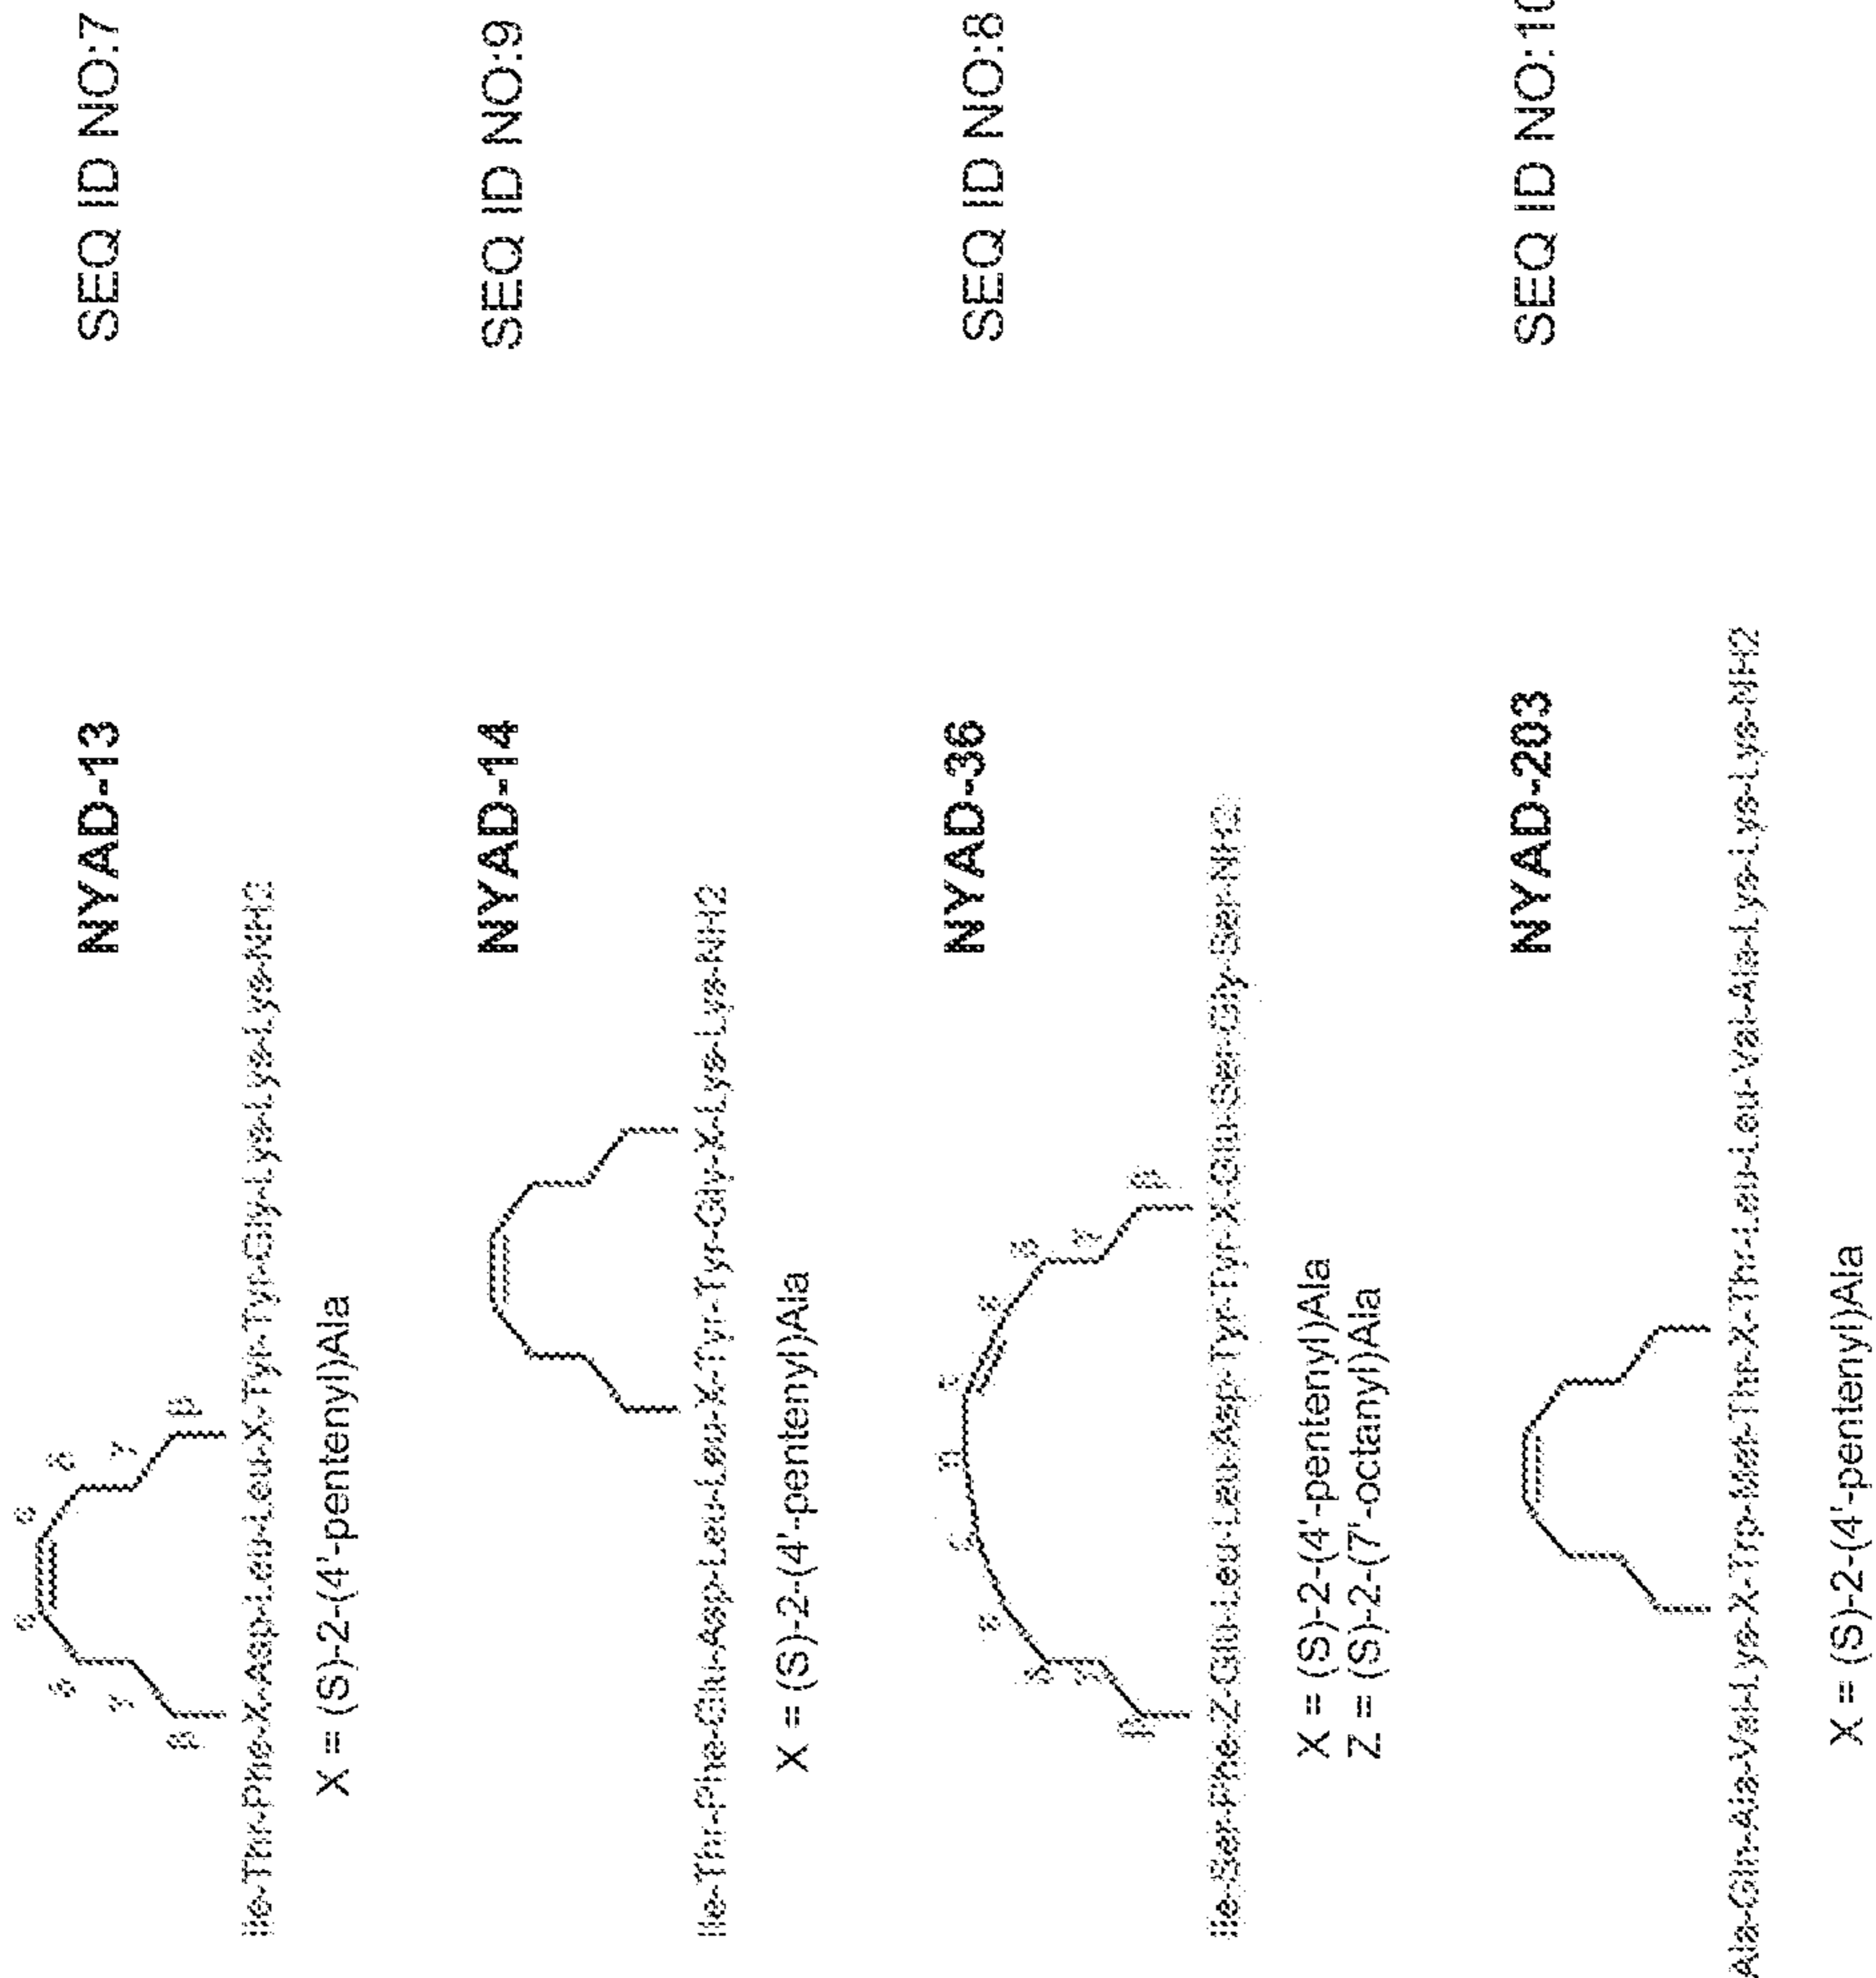 NYAD-13 SEQ ID NO:7
β γ δ ε ε δ γ β
Ile-Thr-Phe-X-Asp-Leu-Leu-X-Tyr-Tyr-Gly-Lys-Lys-Lys-NH2
X = (S)-2-(4'-pentenyl)Ala
NYAD-14 SEQ ID NO:9
Ile-Thr-Phe-Glu-Asp-Leu-Leu-X-Tyr-Tyr-Gly-X-Lys-Lys-NH2
X = (S)-2-(4'-pentenyl)Ala
NYAD-36 SEQ ID NO:8
Ile-Ser-Phe-Z-Glu-Leu-Leu-Asp-Tyr-Tyr-X-Glu-Ser-Gly-Ser-NH2
X = (S)-2-(4'-pentenyl)Ala
Z = (S)-2-(7'-octanyl)Ala
NYAD-203 SEQ ID NO:10
Ala-Gln-Ala-Val-Lys-X-Trp-Met-Thr-X-Thr-Leu-Leu-Val-Ala-Lys-Lys-NH2
X = (S)-2-(4'-pentenyl)Ala